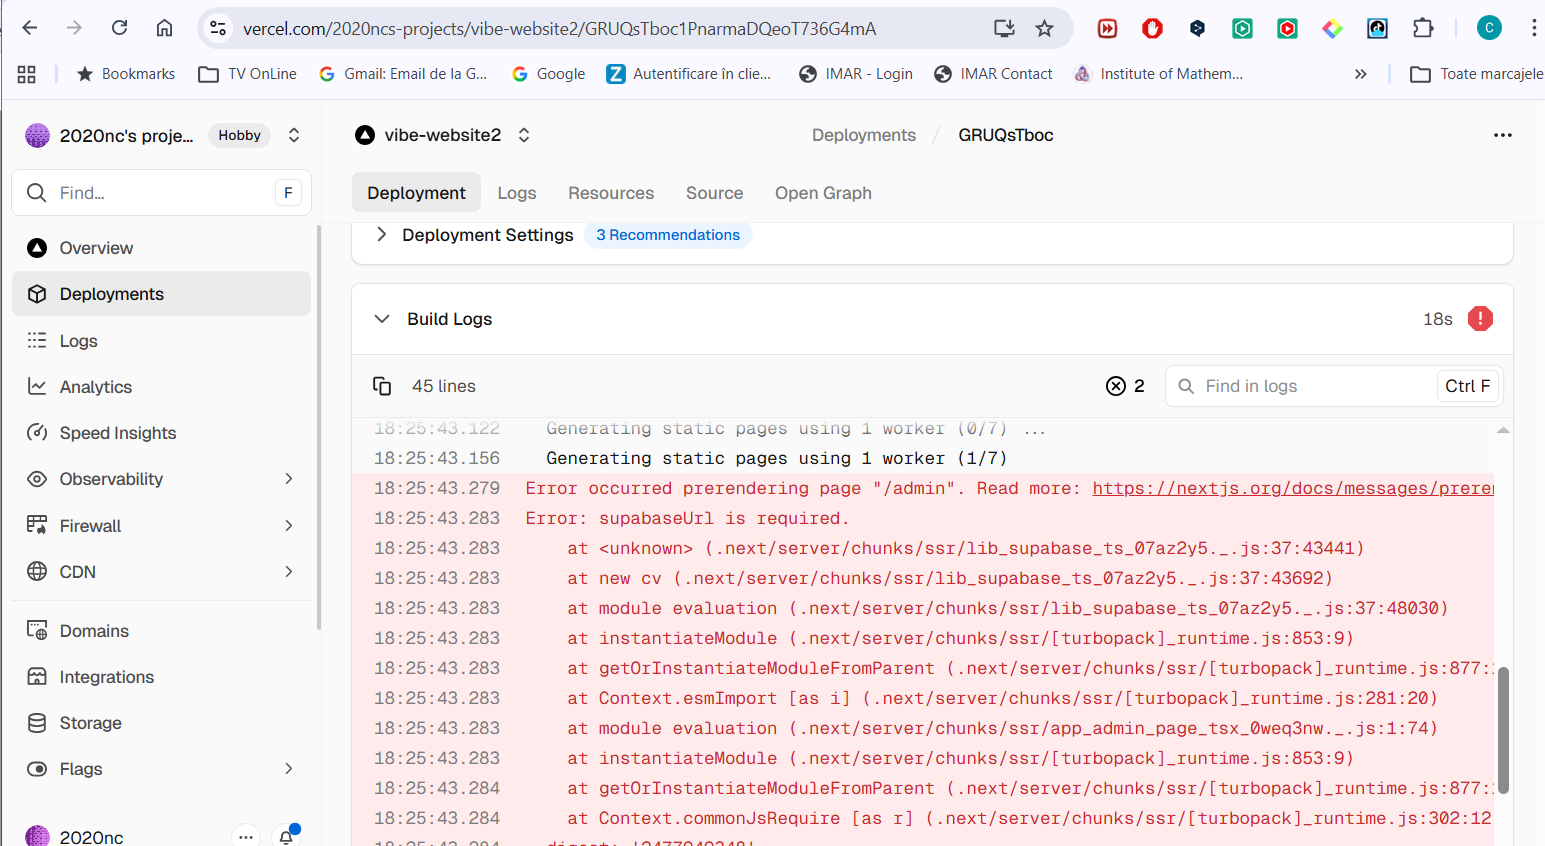 vercel.com/2020ncs-projects/vibe-website2/GRUQsTboc1PnarmaDQeoT736G4mA
C
Bookmarks
TV OnLine
Gmail: Email de la G...
Google
Autentificare în clie...
IMAR - Login
IMAR Contact
Institute of Mathem...
Toate marcajele
2020nc's proje...
Hobby
vibe-website2
Deployments / GRUQsTboc
Find...
F
Deployment
Logs
Resources
Source
Open Graph
Overview
Deployments
Logs
Analytics
Speed Insights
Observability
Firewall
CDN
Domains
Integrations
Storage
Flags
2020nc
Deployment Settings
3 Recommendations
Build Logs
18s
45 lines
2
Find in logs
Ctrl F
18:25:43.122 Generating static pages using 1 worker (0/7) ...
18:25:43.156 Generating static pages using 1 worker (1/7)
18:25:43.279 Error occurred prerendering page "/admin". Read more: https://nextjs.org/docs/messages/prerer
18:25:43.283 Error: supabaseUrl is required.
18:25:43.283 at <unknown> (.next/server/chunks/ssr/lib_supabase_ts_07az2y5._.js:37:43441)
18:25:43.283 at new cv (.next/server/chunks/ssr/lib_supabase_ts_07az2y5._.js:37:43692)
18:25:43.283 at module evaluation (.next/server/chunks/ssr/lib_supabase_ts_07az2y5._.js:37:48030)
18:25:43.283 at instantiateModule (.next/server/chunks/ssr/[turbopack]_runtime.js:853:9)
18:25:43.283 at getOrInstantiateModuleFromParent (.next/server/chunks/ssr/[turbopack]_runtime.js:877:
18:25:43.283 at Context.esmImport [as i] (.next/server/chunks/ssr/[turbopack]_runtime.js:281:20)
18:25:43.283 at module evaluation (.next/server/chunks/ssr/app_admin_page_tsx_0weq3nw._.js:1:74)
18:25:43.283 at instantiateModule (.next/server/chunks/ssr/[turbopack]_runtime.js:853:9)
18:25:43.284 at getOrInstantiateModuleFromParent (.next/server/chunks/ssr/[turbopack]_runtime.js:877:
18:25:43.284 at Context.commonJsRequire [as r] (.next/server/chunks/ssr/[turbopack]_runtime.js:302:12
18:25:43.284 digest: